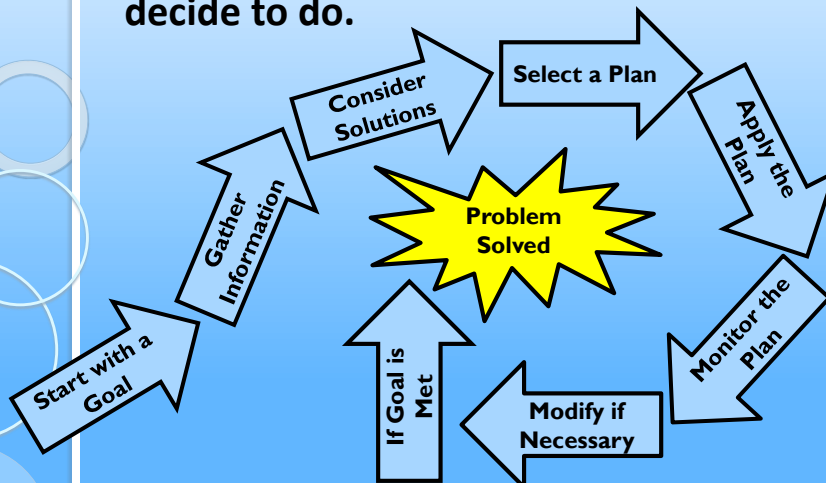 decide to do.
Start with a
Goal
Gather
Information
Consider
Solutions
Select a Plan
Apply the
Plan
Monitor the
Plan
Modify if
Necessary
If Goal is
Met
Problem
Solved